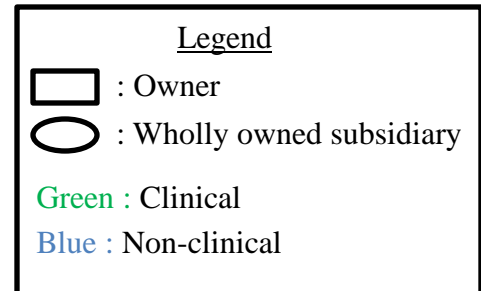 Legend
: Owner
: Wholly owned subsidiary
Green : Clinical
Blue : Non-clinical